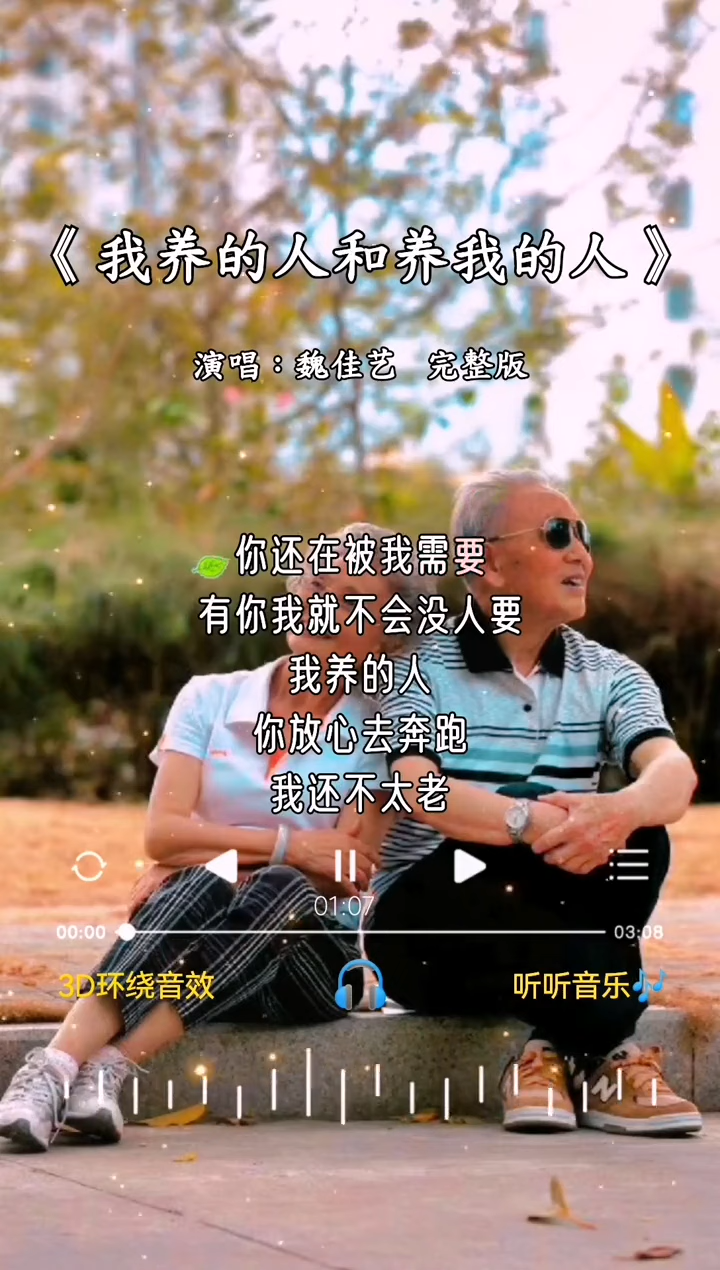 《我养的人和养我的人》
演唱：魏佳艺 完整版
你还在被我需要
有你我就不会没人要
我养的人
你放心去奔跑
我还不太老
01:07
00:00 03:08
3D环绕音效 听听音乐
N